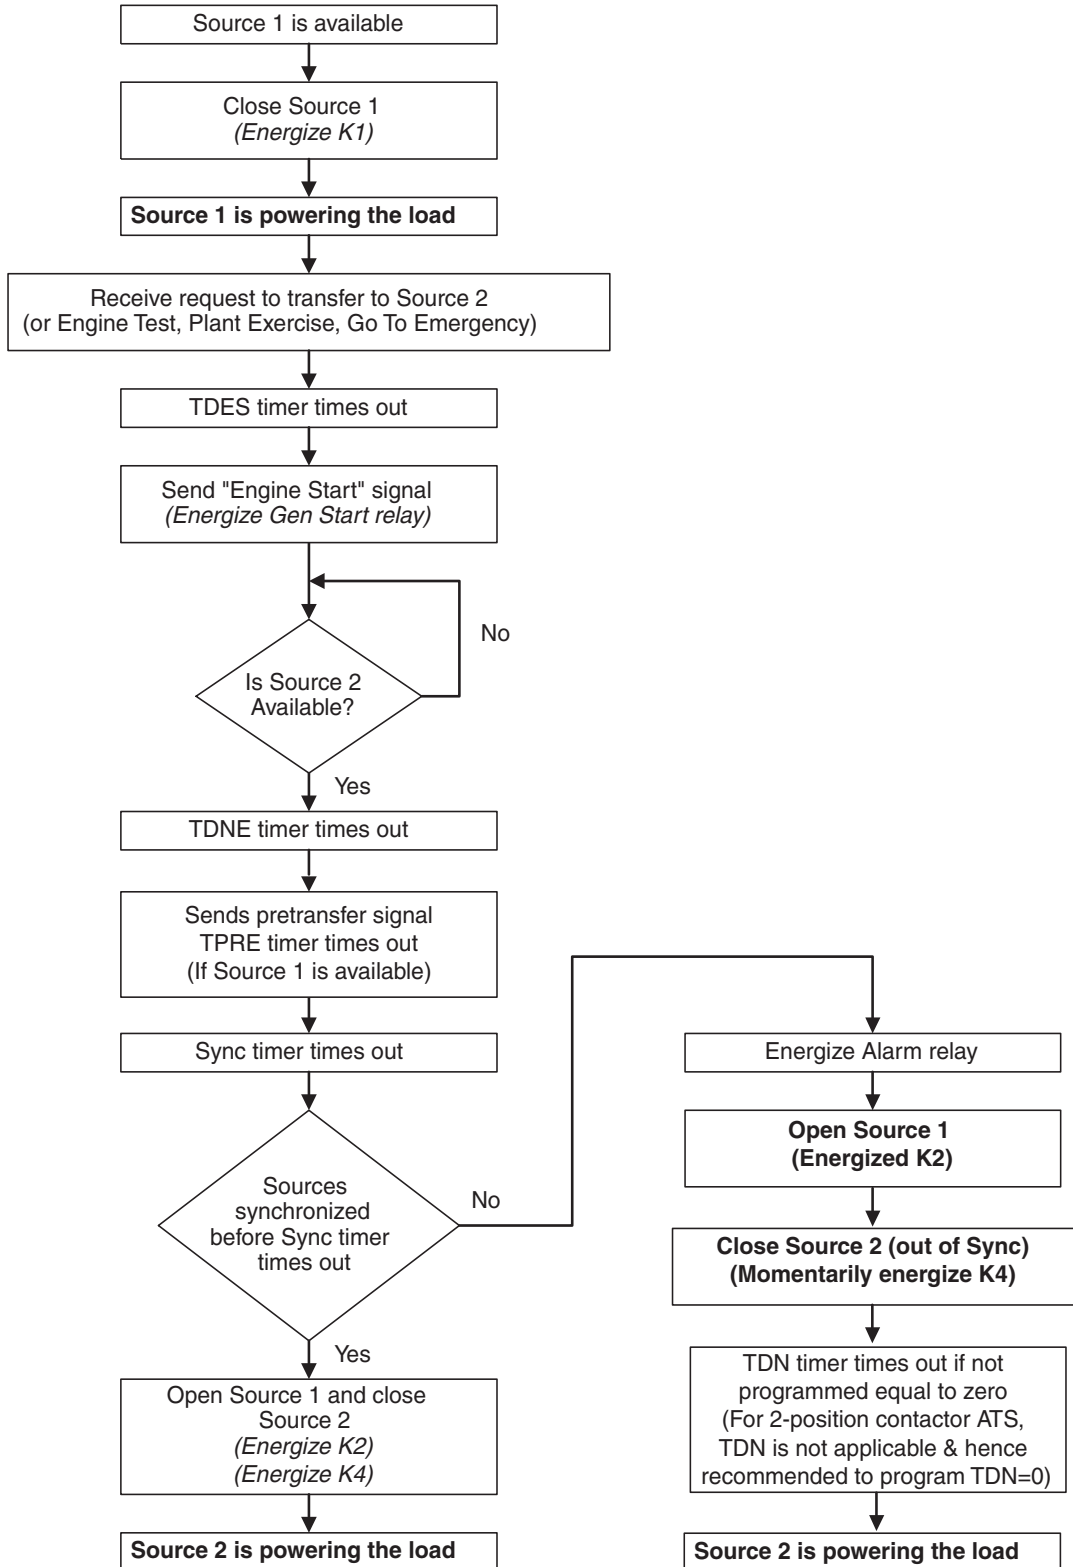 Source 1 is available
Close Source 1
(Energize K1)
Source 1 is powering the load
Receive request to transfer to Source 2
(or Engine Test, Plant Exercise, Go To Emergency)
TDES timer times out
Send "Engine Start" signal
(Energize Gen Start relay)
No
Is Source 2
Available?
Yes
TDNE timer times out
Sends pretransfer signal
TPRE timer times out
(If Source 1 is available)
Sync timer times out
Sources
synchronized
before Sync timer
times out
No
Yes
Open Source 1 and close
Source 2
(Energize K2)
(Energize K4)
Source 2 is powering the load
Energize Alarm relay
Open Source 1
(Energized K2)
Close Source 2 (out of Sync)
(Momentarily energize K4)
TDN timer times out if not
programmed equal to zero
(For 2-position contactor ATS,
TDN is not applicable & hence
recommended to program TDN=0)
Source 2 is powering the load